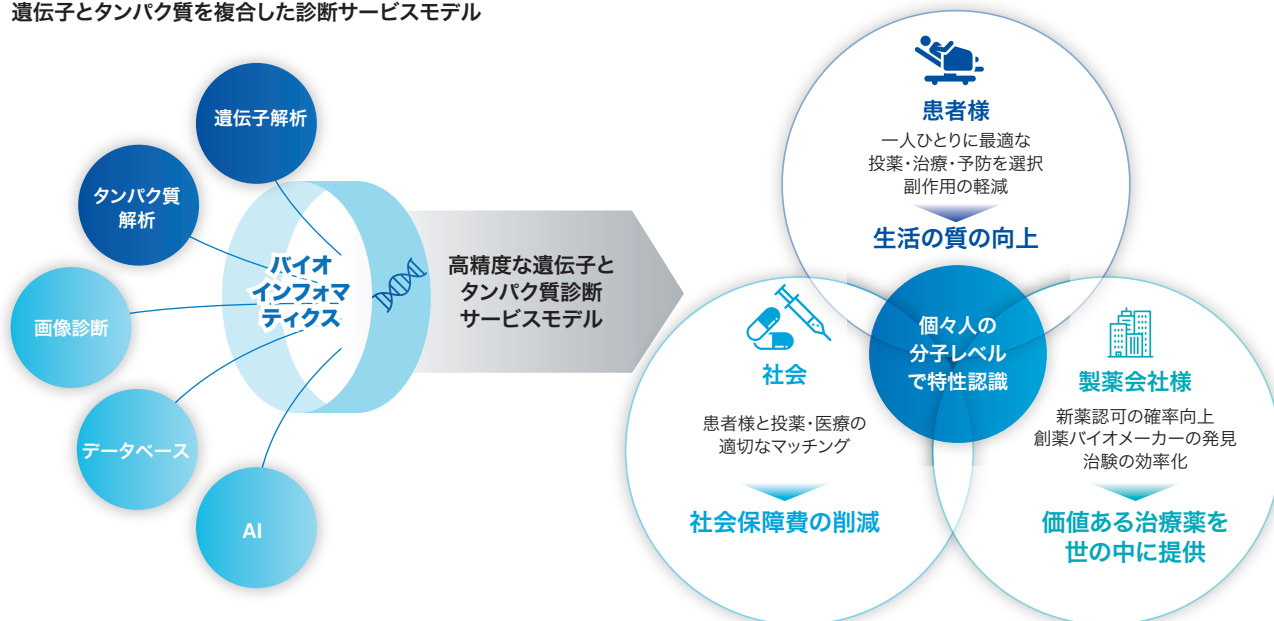 遺伝子とタンパク質を複合した診断サービスモデル
遺伝子解析
タンパク質
解析
画像診断
データベース
AI
バイオ
インフォマ
ティクス
高精度な遺伝子と
タンパク質診断
サービスモデル
患者様
一人ひとりに最適な
投薬・治療・予防を選択
副作用の軽減
生活の質の向上
個々人の
分子レベル
で特性認識
社会
患者様と投薬・医療の
適切なマッチング
社会保障費の削減
製薬会社様
新薬認可の確率向上
創薬バイオメーカーの発見
治験の効率化
価値ある治療薬を
世の中に提供